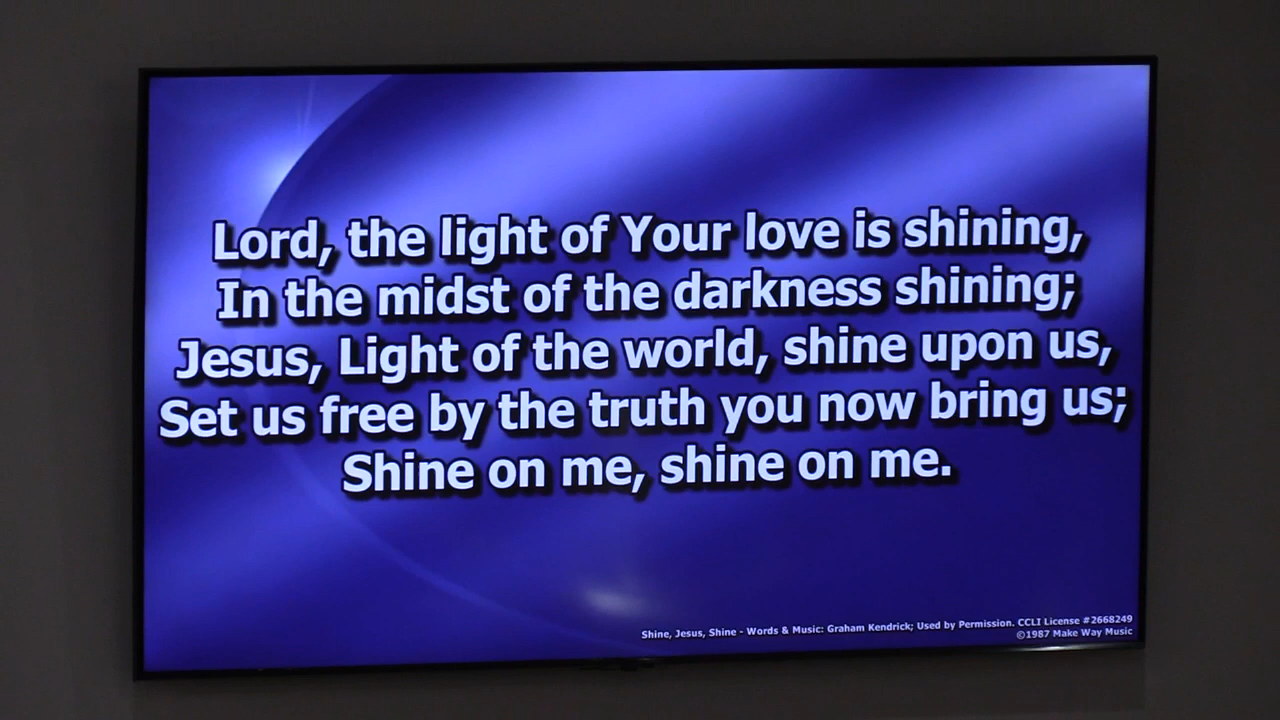 Lord, the light of Your love is shining,
In the midst of the darkness shining;
Jesus, Light of the world, shine upon us,
Set us free by the truth you now bring us;
Shine on me, shine on me.
Shine, Jesus, Shine - Words & Music: Graham Kendrick; Used by Permission. CCLI License #2668249
©1987 Make Way Music